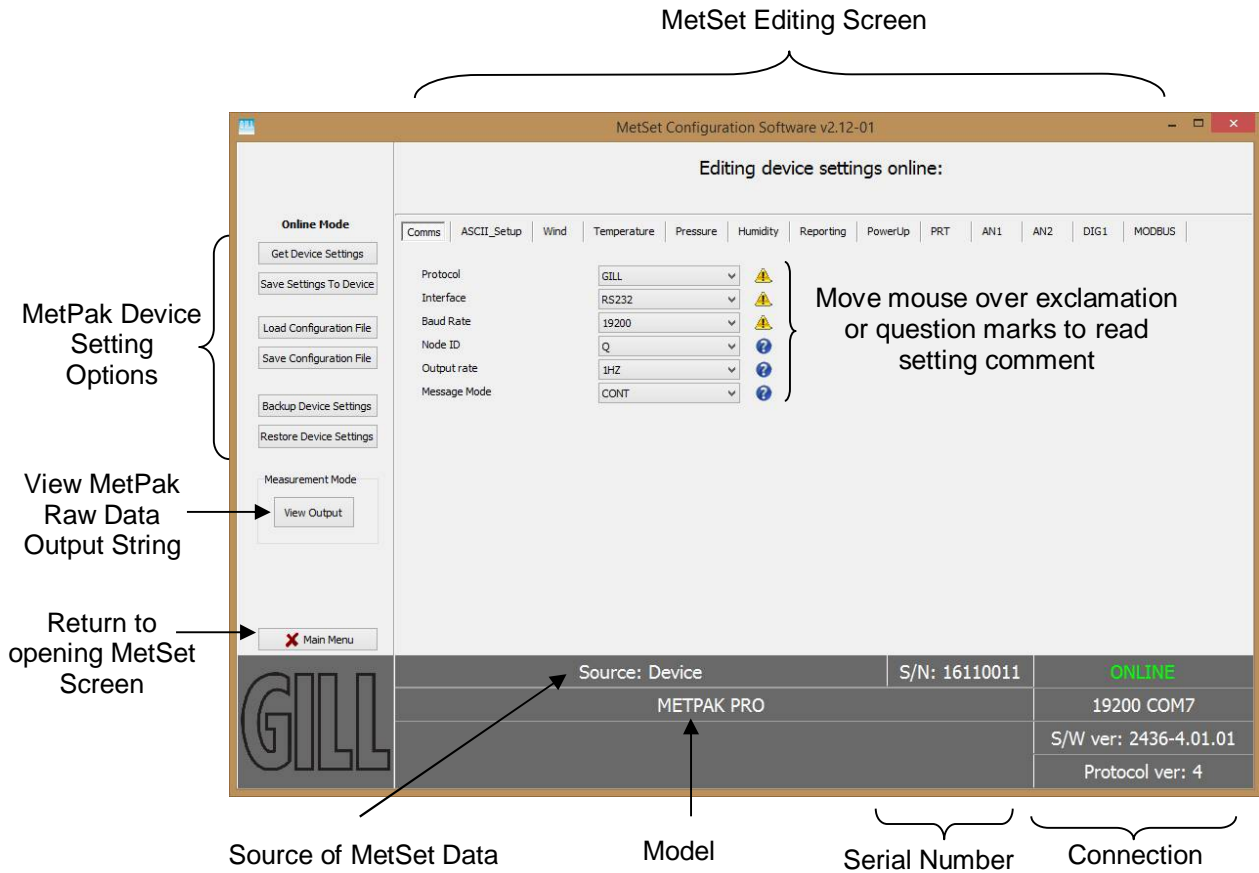 MetSet Editing Screen
MetSet Configuration Software v2.12-01
Editing device settings online:
Online Mode
Get Device Settings
Save Settings To Device
Load Configuration File
Save Configuration File
Backup Device Settings
Restore Device Settings
Measurement Mode
View Output
Main Menu
MetPak Device
Setting
Options
View MetPak
Raw Data
Output String
Return to
opening MetSet
Screen
Comms ASCII_Setup Wind Temperature Pressure Humidity Reporting PowerUp PRT AN1 AN2 DIG1 MODBUS
Protocol GILL
Interface RS232
Baud Rate 19200
Node ID Q
Output rate 1HZ
Message Mode CONT
Move mouse over exclamation
or question marks to read
setting comment
GILL
Source: Device S/N: 16110011 ONLINE
METPAK PRO 19200 COM7
S/W ver: 2436-4.01.01
Protocol ver: 4
Source of MetSet Data
Model
Serial Number
Connection